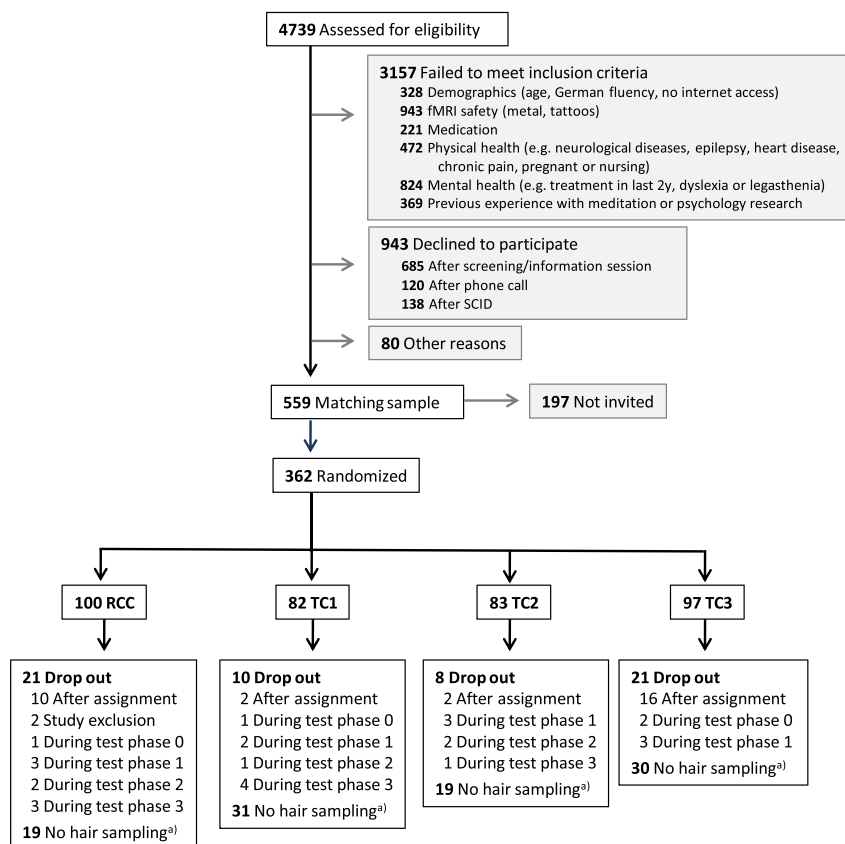 4739 Assessed for eligibility
3157 Failed to meet inclusion criteria
328 Demographics (age, German fluency, no internet access)
943 fMRI safety (metal, tattoos)
221 Medication
472 Physical health (e.g. neurological diseases, epilepsy, heart disease,
chronic pain, pregnant or nursing)
824 Mental health (e.g. treatment in last 2y, dyslexia or legasthenia)
369 Previous experience with meditation or psychology research
943 Declined to participate
685 After screening/information session
120 After phone call
138 After SCID
80 Other reasons
559 Matching sample
197 Not invited
362 Randomized
100 RCC
82 TC1
83 TC2
97 TC3
21 Drop out
10 After assignment
2 Study exclusion
1 During test phase 0
3 During test phase 1
2 During test phase 2
3 During test phase 3
19 No hair samplingᵃ⁾
10 Drop out
2 After assignment
1 During test phase 0
2 During test phase 1
1 During test phase 2
4 During test phase 3
31 No hair samplingᵃ⁾
8 Drop out
2 After assignment
3 During test phase 1
2 During test phase 2
1 During test phase 3
19 No hair samplingᵃ⁾
21 Drop out
16 After assignment
2 During test phase 0
3 During test phase 1
30 No hair samplingᵃ⁾